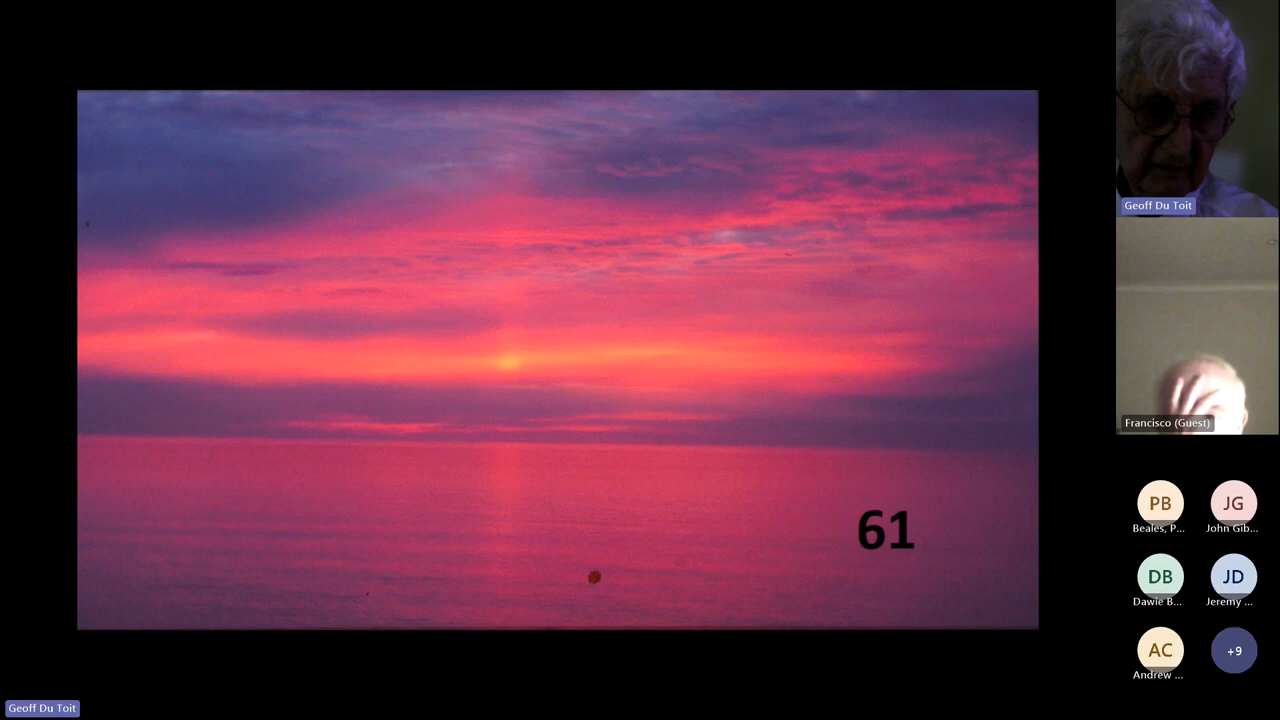 61
Geoff Du Toit
Francisco (Guest)
PB
Beales, P...
JG
John Gib...
DB
Dawie B...
JD
Jeremy ...
AC
Andrew ...
+9
Geoff Du Toit